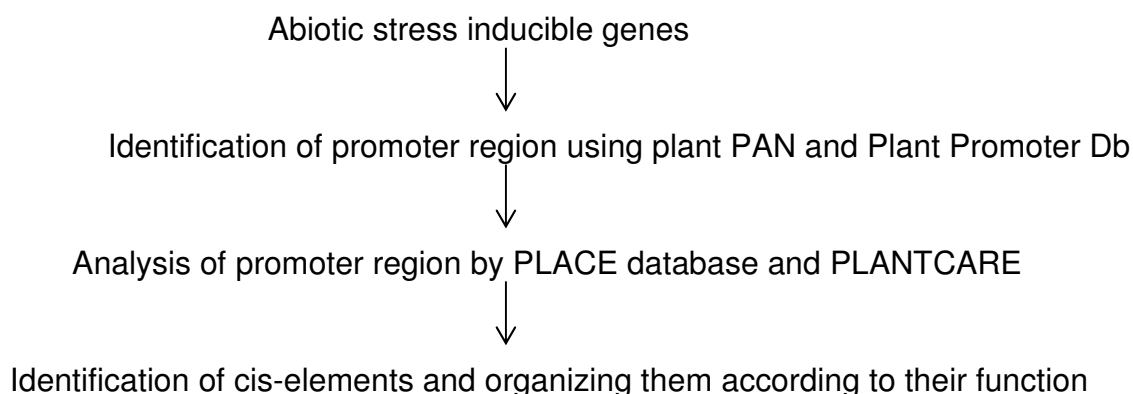 Abiotic stress inducible genes
Identification of promoter region using plant PAN and Plant Promoter Db
Analysis of promoter region by PLACE database and PLANTCARE
Identification of cis-elements and organizing them according to their function